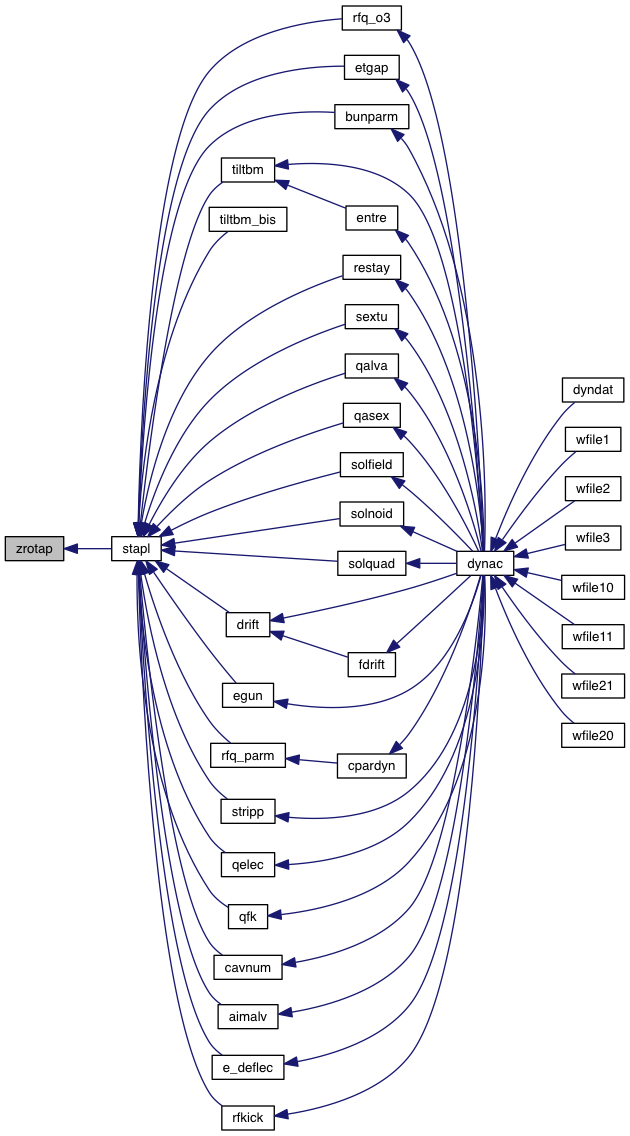 rfq_o3
etgap
bunparm
tiltbm
entre
tiltbm_bis
restay
sextu
qalva
dyndat
qasex
wfile1
solfield
wfile2
solnoid
wfile3
zrotap
stapl
solquad
dynac
wfile10
drift
wfile11
fdrift
egun
wfile21
wfile20
rfq_parm
cpardyn
stripp
qelec
qfk
cavnum
aimalv
e_deflec
rfkick